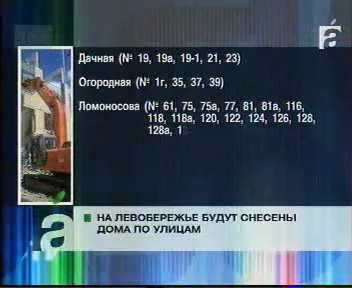 Дачная (№ 19, 19а, 19-1, 21, 23)
Огородная (№ 1г, 35, 37, 39)
Ломоносова (№ 61, 75, 75а, 77, 81, 81а, 116,
118, 118а, 120, 122, 124, 126, 128,
128а, 1
á
.а
НА ЛЕВОБЕРЕЖЬЕ БУДУТ СНЕСЕНЫ
ДОМА ПО УЛИЦАМ